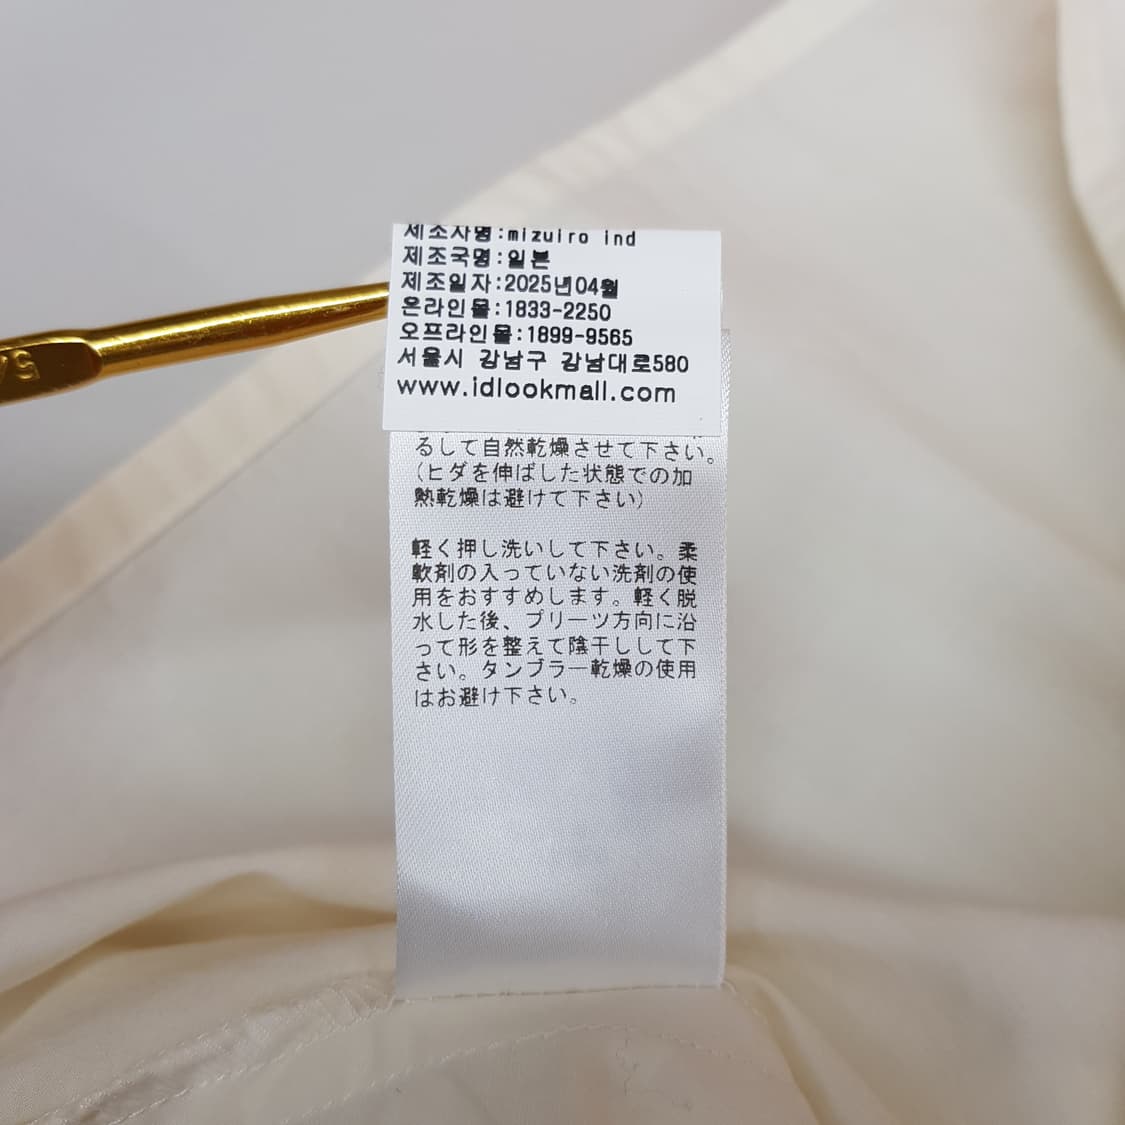 제조사명:mizuiro ind
제조국명:일본
제조일자:2025년04월
온라인몰:1833-2250
오프라인몰:1899-9565
서울시 강남구 강남대로580
www.idlookmall.com
るして自然乾燥させて下さい。
(ヒダを伸ばした状態での加
熱乾燥は避けて下さい)
軽く押し洗いして下さい。柔
軟剤の入っていない洗剤の使
用をおすすめします。軽く脱
水した後、プリーツ方向に沿
って形を整えて陰干しして下
さい。タンブラー乾燥の使用
はお避け下さい。